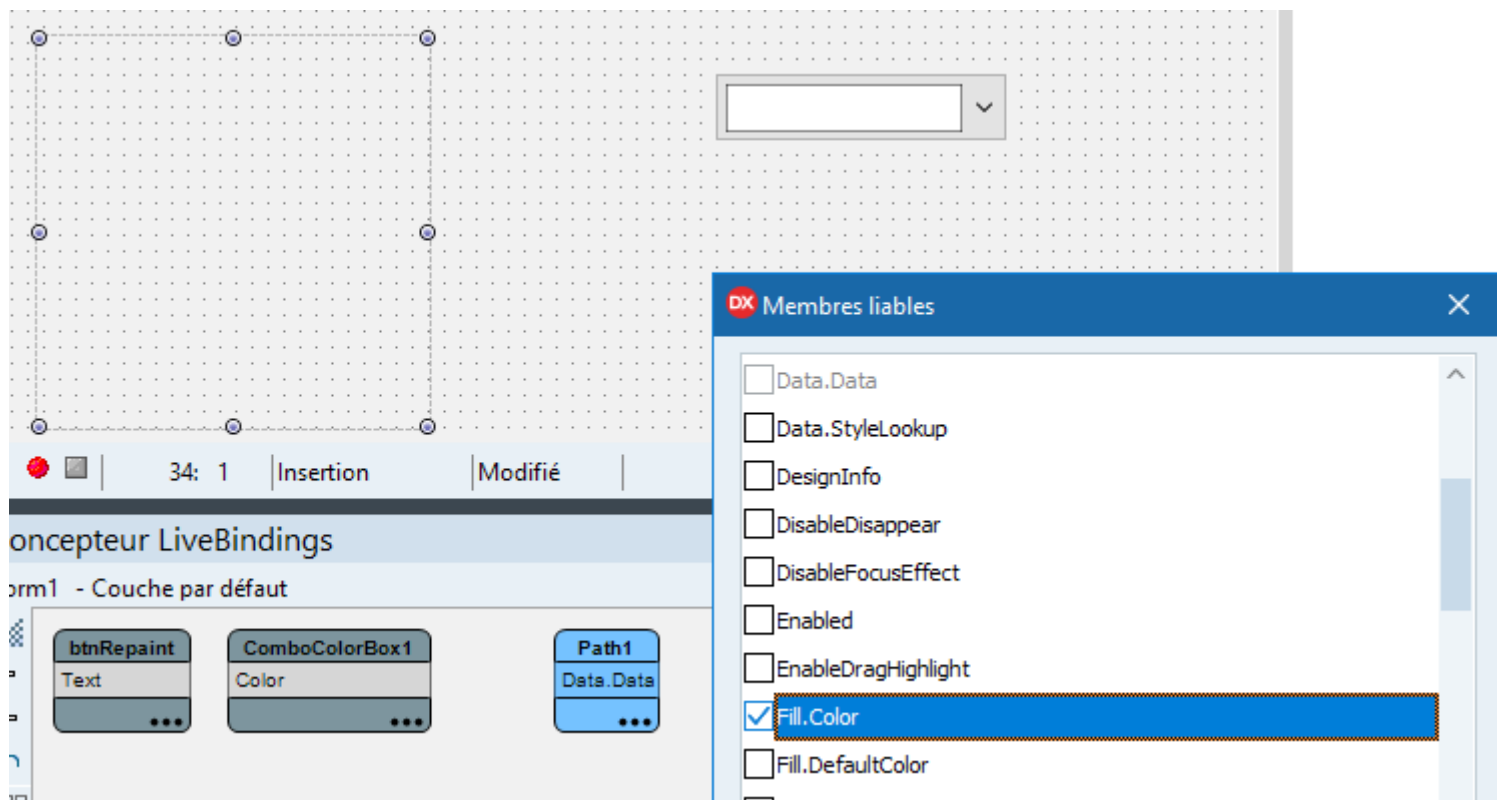 DX Membres liables
Data.Data
Data.StyleLookup
DesignInfo
DisableDisappear
DisableFocusEffect
Enabled
EnableDragHighlight
Fill.Color
Fill.DefaultColor
34: 1 Insertion Modifié
oncepteur LiveBindings
orm1 - Couche par défaut
btnRepaint
Text
ComboColorBox1
Color
Path1
Data.Data